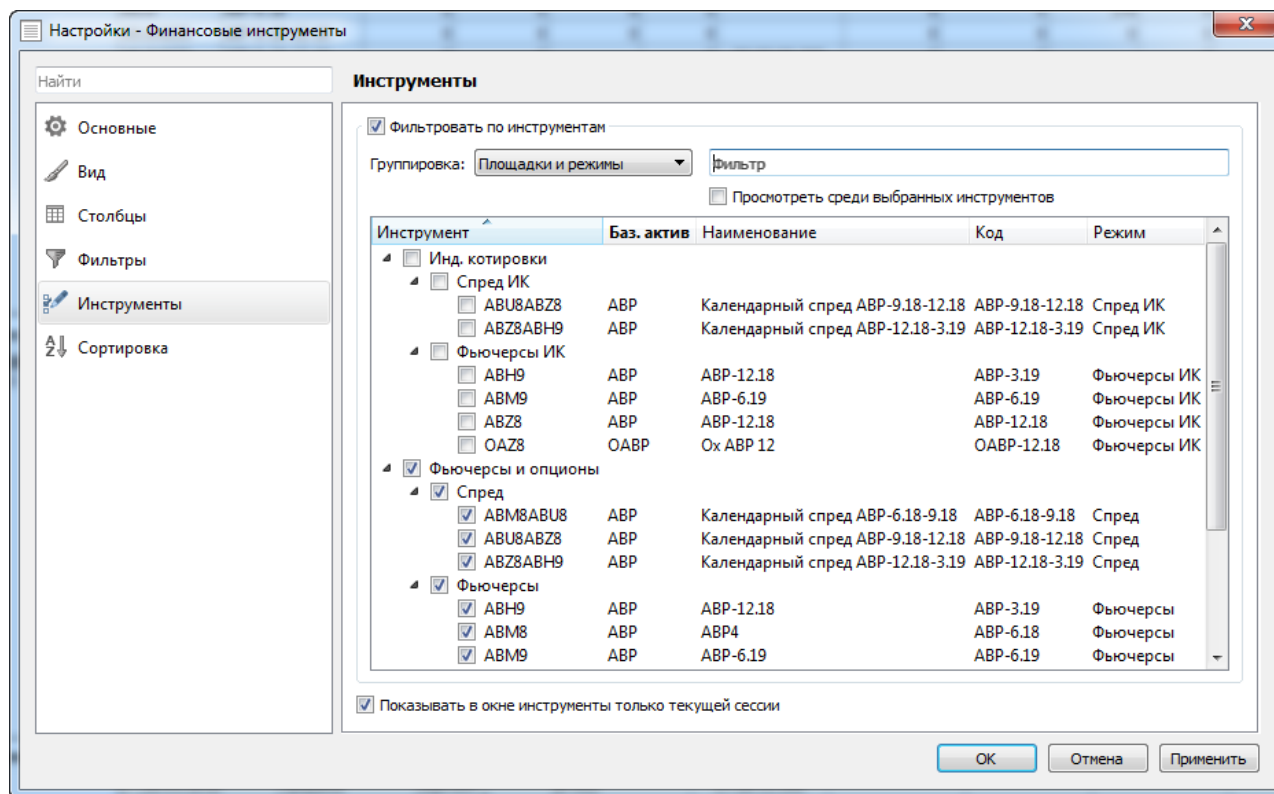 Настройки - Финансовые инструменты
Найти
Основные
Вид
Столбцы
Фильтры
Инструменты
Сортировка
Инструменты
Фильтровать по инструментам
Группировка: Площадки и режимы Фильтр
Просмотреть среди выбранных инструментов
Инструмент Баз. актив Наименование Код Режим
Инд. котировки
Спред ИК
ABU8ABZ8 ABP Календарный спред ABP-9.18-12.18 ABP-9.18-12.18 Спред ИК
ABZ8ABH9 ABP Календарный спред ABP-12.18-3.19 ABP-12.18-3.19 Спред ИК
Фьючерсы ИК
ABH9 ABP ABP-12.18 ABP-3.19 Фьючерсы ИК
ABM9 ABP ABP-6.19 ABP-6.19 Фьючерсы ИК
ABZ8 ABP ABP-12.18 ABP-12.18 Фьючерсы ИК
OAZ8 OABP Ox ABP 12 OABP-12.18 Фьючерсы ИК
Фьючерсы и опционы
Спред
ABM8ABU8 ABP Календарный спред ABP-6.18-9.18 ABP-6.18-9.18 Спред
ABU8ABZ8 ABP Календарный спред ABP-9.18-12.18 ABP-9.18-12.18 Спред
ABZ8ABH9 ABP Календарный спред ABP-12.18-3.19 ABP-12.18-3.19 Спред
Фьючерсы
ABH9 ABP ABP-12.18 ABP-3.19 Фьючерсы
ABM8 ABP ABP4 ABP-6.18 Фьючерсы
ABM9 ABP ABP-6.19 ABP-6.19 Фьючерсы
Показывать в окне инструменты только текущей сессии
OK Отмена Применить